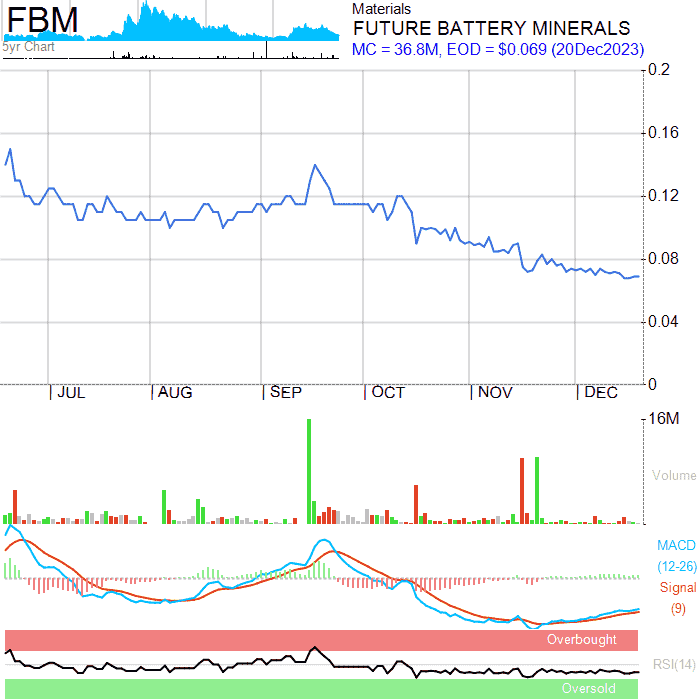 FBM
5yr Chart
Materials
FUTURE BATTERY MINERALS
MC = 36.8M, EOD = $0.069 (20Dec2023)
0.2
0.16
0.12
0.08
0.04
0
JUL
AUG
SEP
OCT
NOV
DEC
16M
Volume
MACD
(12-26)
Signal
(9)
Overbought
RSI(14)
Oversold